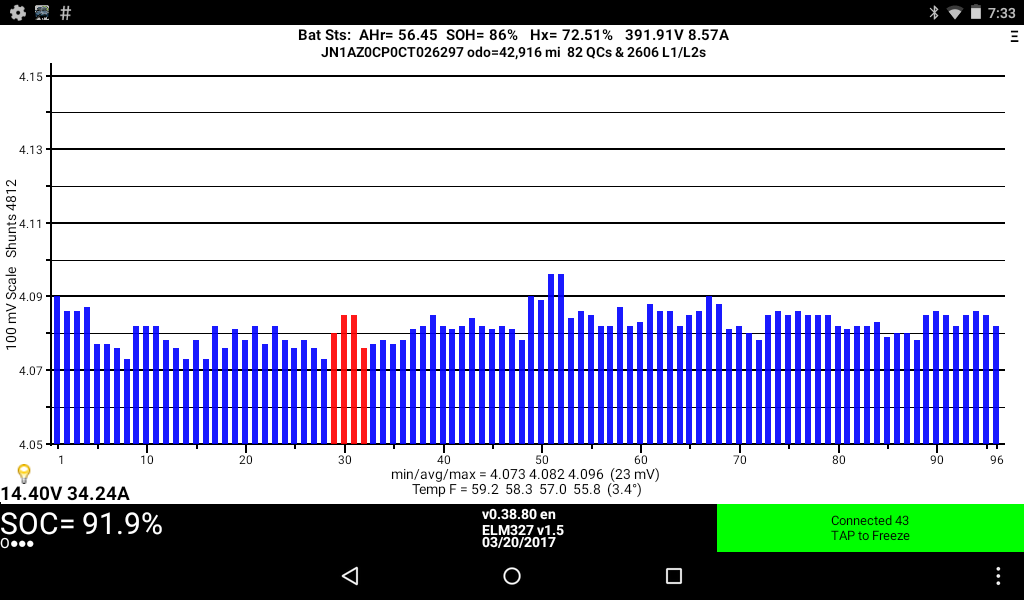 # 7:33
Bat Sts: AHr= 56.45 SOH= 86% Hx= 72.51% 391.91V 8.57A
JN1AZ0CP0CT026297 odo=42,916 mi 82 QCs & 2606 L1/L2s
4.15
4.13
4.11
4.09
4.07
4.05
100 mV Scale Shunts 4812
1 10 20 30 40 50 60 70 80 90 96
min/avg/max = 4.073 4.082 4.096 (23 mV)
Temp F = 59.2 58.3 57.0 55.8 (3.4°)
14.40V 34.24A
SOC= 91.9%
O●●●
v0.38.80 en
ELM327 v1.5
03/20/2017
Connected 43
TAP to Freeze